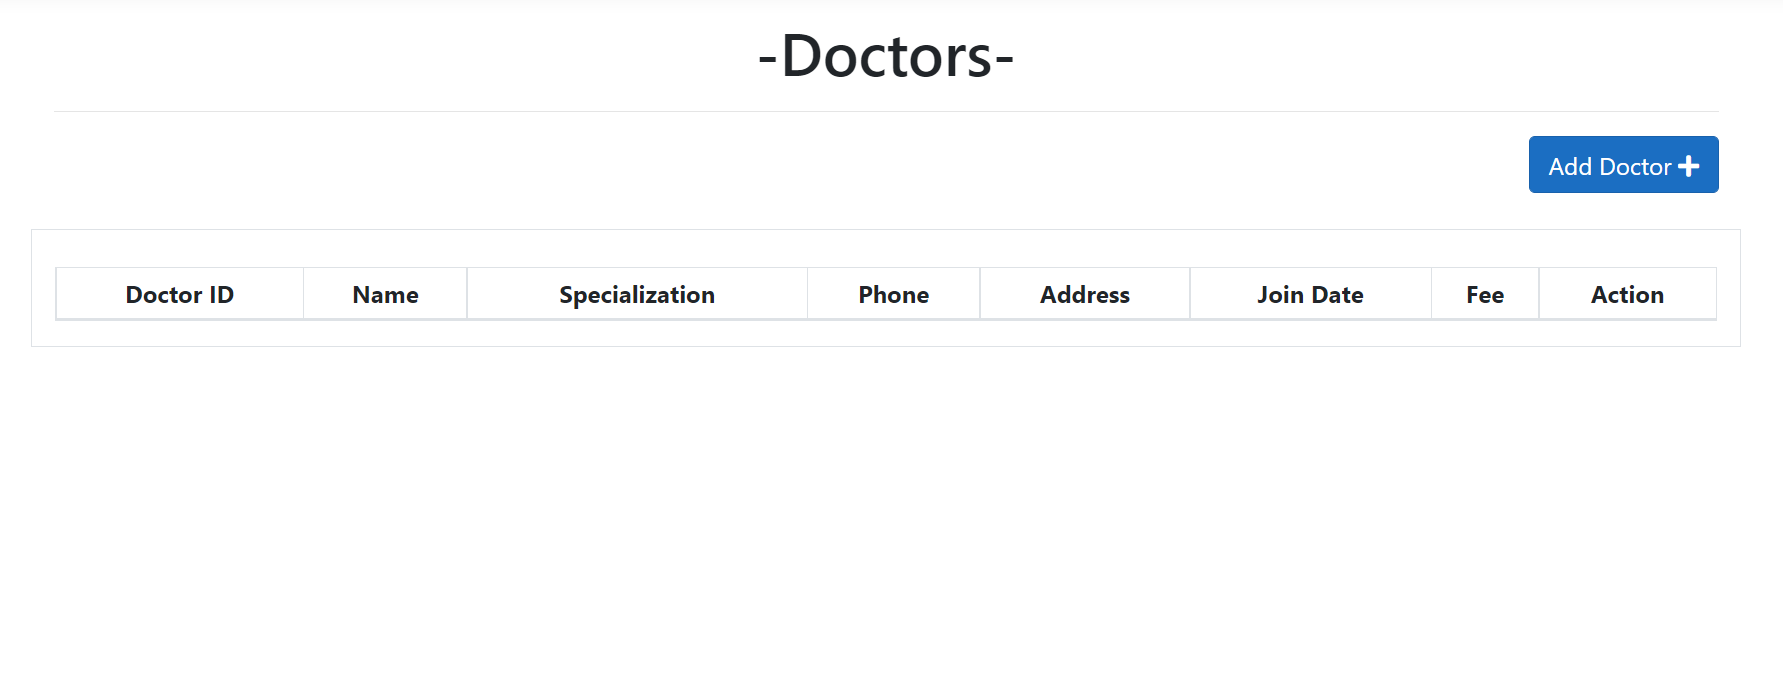 -Doctors-
Add Doctor
Doctor ID Name Specialization Phone Address Join Date Fee Action